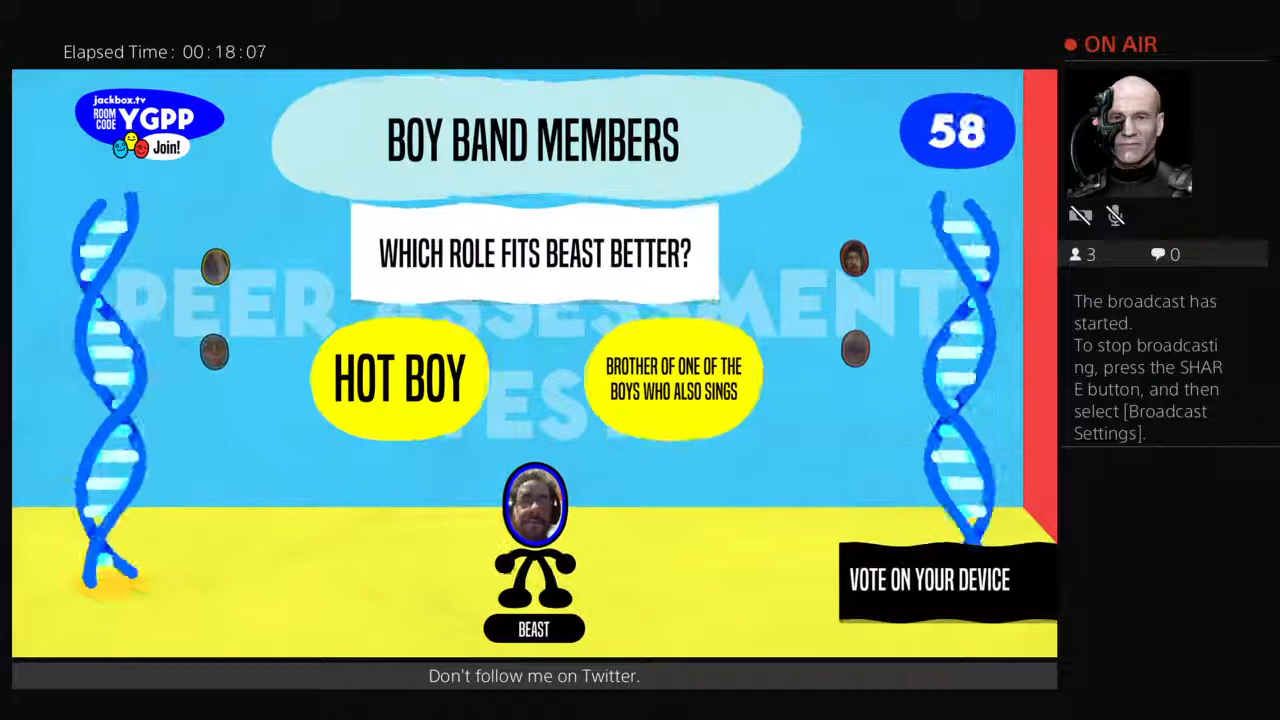 Elapsed Time: 00:18:07
ON AIR
jackbox.tv
ROOM CODE YGPP
Join!
BOY BAND MEMBERS
58
WHICH ROLE FITS BEAST BETTER?
PEER ASSESSMENT
TEST
HOT BOY
BROTHER OF ONE OF THE
BOYS WHO ALSO SINGS
BEAST
VOTE ON YOUR DEVICE
Don't follow me on Twitter.
3
0
The broadcast has
started.
To stop broadcasti
ng, press the SHAR
E button, and then
select [Broadcast
Settings].